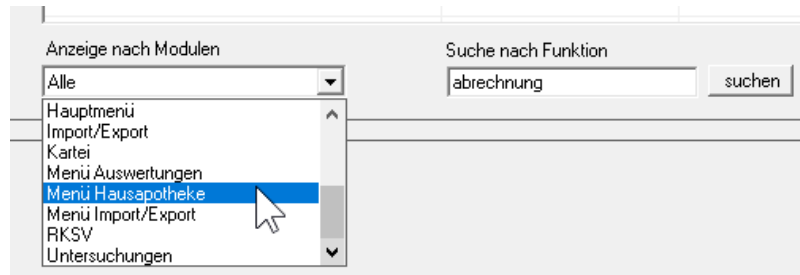 Anzeige nach Modulen
Suche nach Funktion
Alle
abrechnung
suchen
Hauptmenü
Import/Export
Kartei
Menü Auswertungen
Menü Hausapotheke
Menü Import/Export
RKSV
Untersuchungen